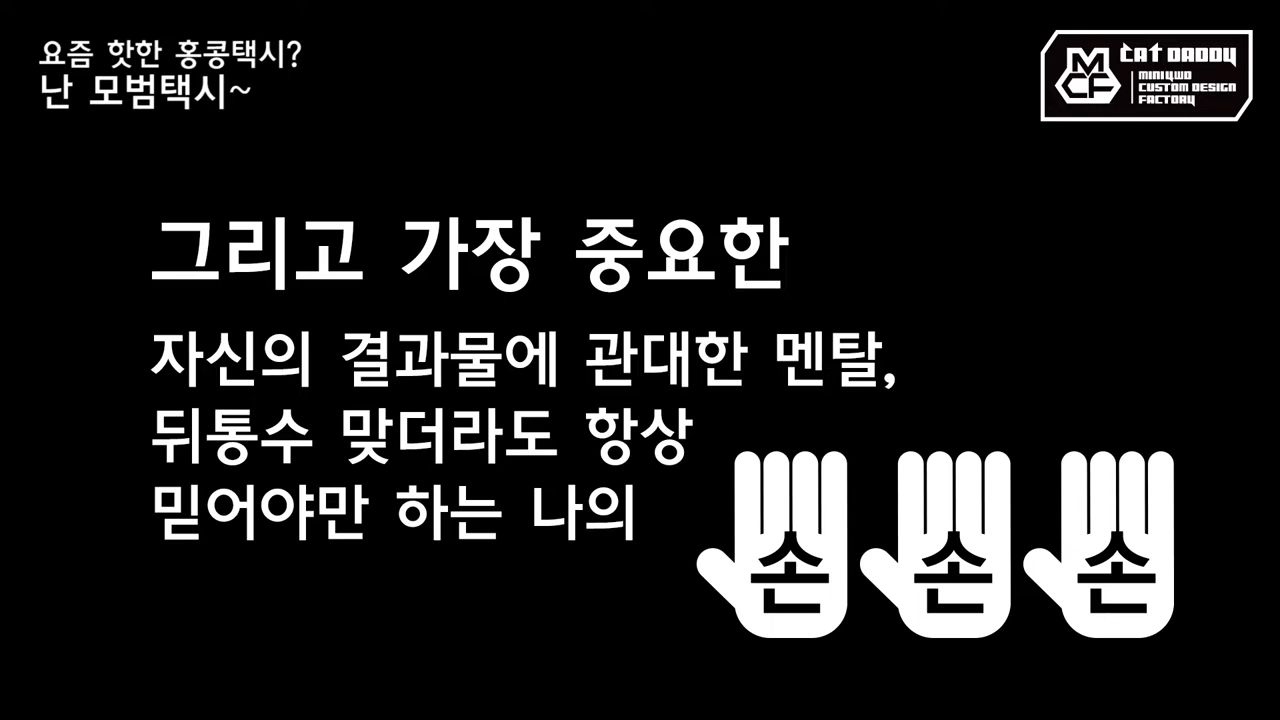 요즘 핫한 홍콩택시?
난 모범택시~
MCF
CAT DADDY
MINI4WD
CUSTOM DESIGN
FACTORY
그리고 가장 중요한
자신의 결과물에 관대한 멘탈,
뒤통수 맞더라도 항상
믿어야만 하는 나의
손 손 손